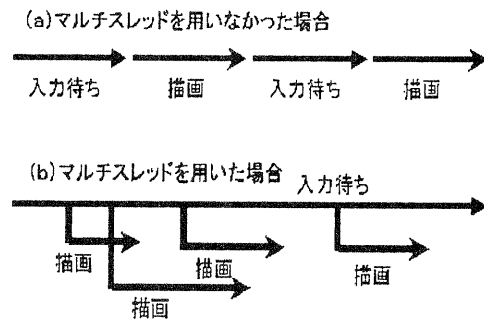 (a)マルチスレッドを用いなかった場合
入力待ち 描画 入力待ち 描画
(b)マルチスレッドを用いた場合
入力待ち
描画
描画
描画
描画